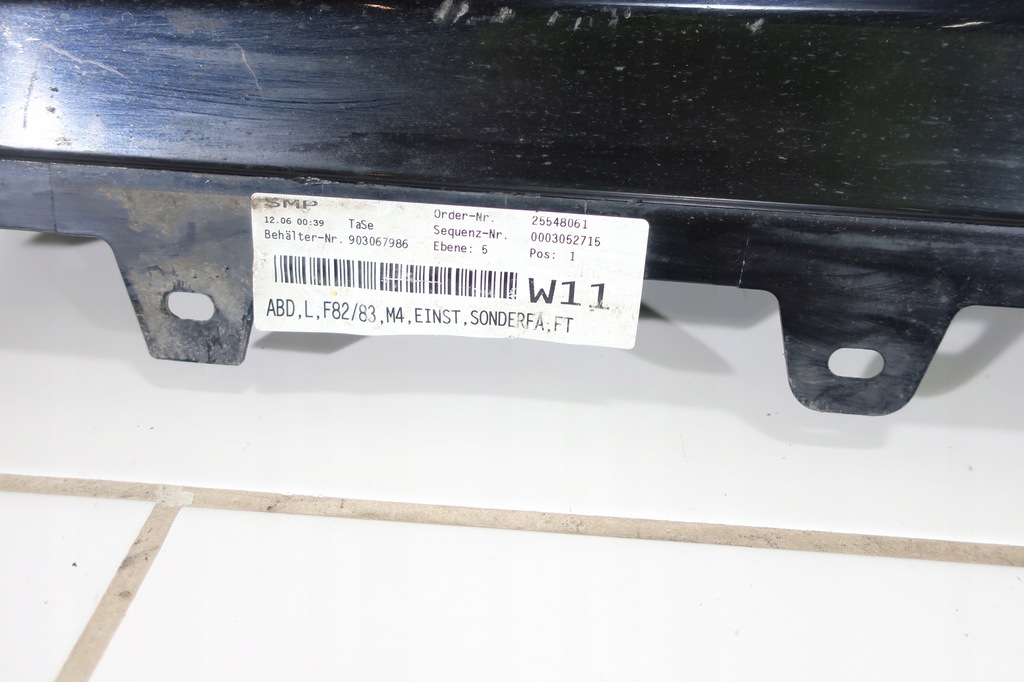 SMP
12.06 00:39 TaSe Order-Nr. 25548061
Behälter-Nr. 903067986 Sequenz-Nr. 0003052715
Ebene: 5 Pos: 1
W11
ABD,L,F82/83,M4,EINST,SONDERFA,FT